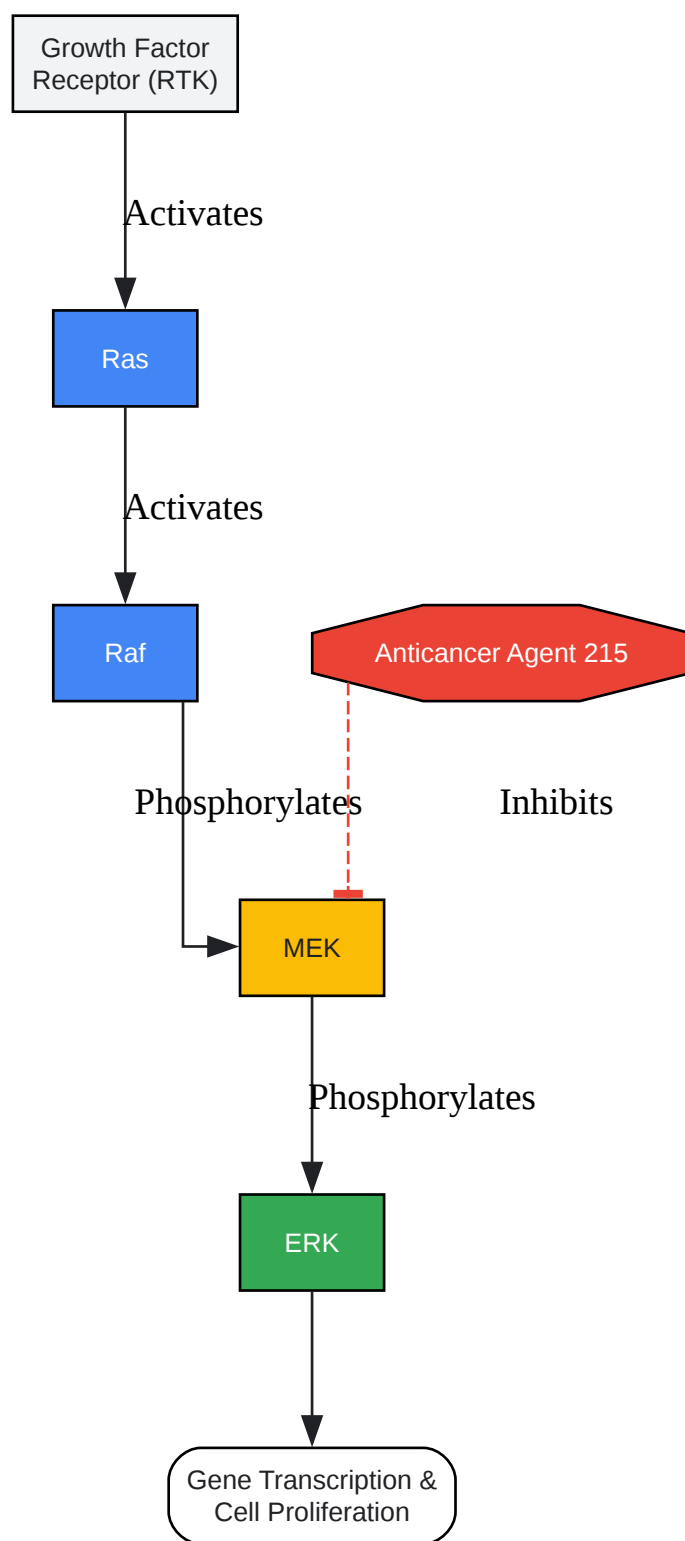 Growth Factor
Receptor (RTK)
Activates
Ras
Activates
Raf
Anticancer Agent 215
Phosphorylates
Inhibits
MEK
Phosphorylates
ERK
Gene Transcription &
Cell Proliferation